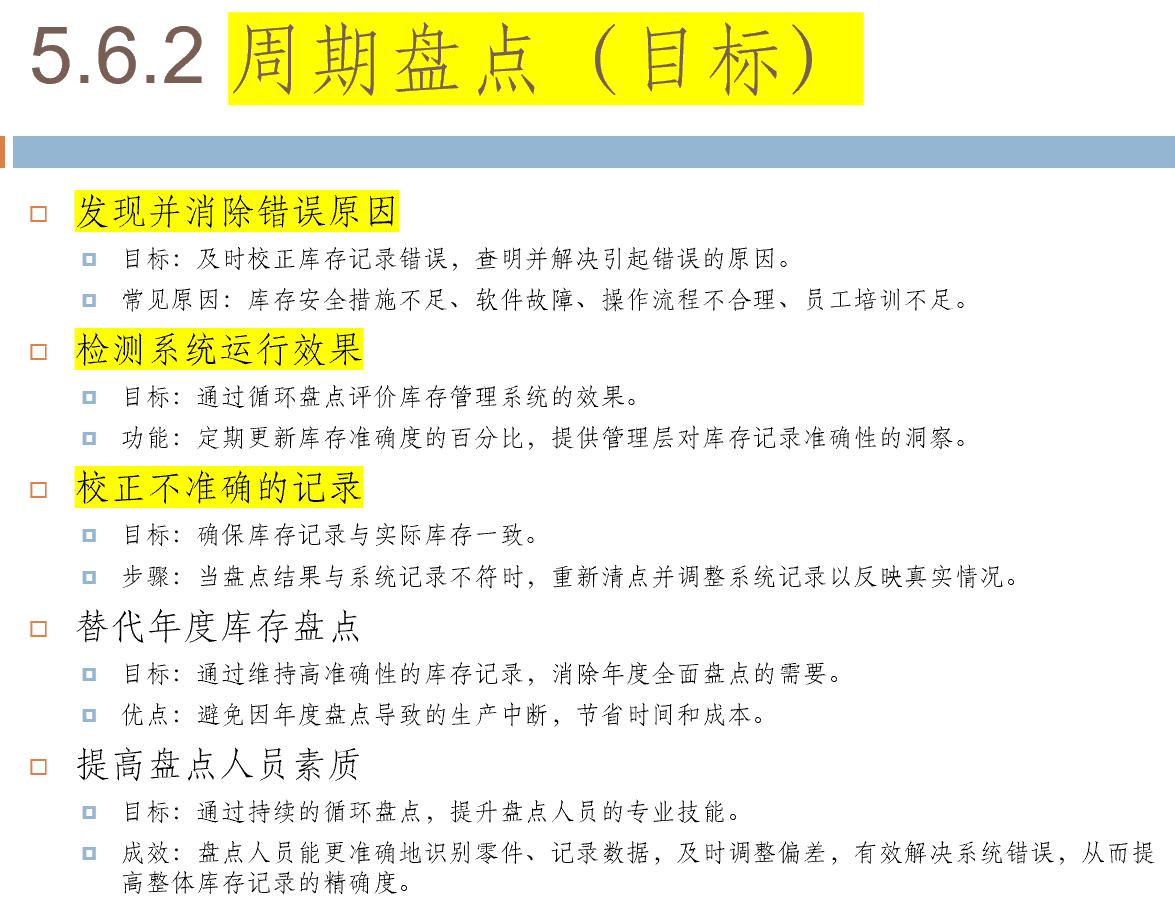 5.6.2 周期盘点（目标）
发现并消除错误原因
目标：及时校正库存记录错误，查明并解决引起错误的原因。
常见原因：库存安全措施不足、软件故障、操作流程不合理、员工培训不足。
检测系统运行效果
目标：通过循环盘点评价库存管理系统的效果。
功能：定期更新库存准确度的百分比，提供管理层对库存记录准确性的洞察。
校正不准确的记录
目标：确保库存记录与实际库存一致。
步骤：当盘点结果与系统记录不符时，重新清点并调整系统记录以反映真实情况。
替代年度库存盘点
目标：通过维持高准确性的库存记录，消除年度全面盘点的需要。
优点：避免因年度盘点导致的生产中断，节省时间和成本。
提高盘点人员素质
目标：通过持续的循环盘点，提升盘点人员的专业技能。
成效：盘点人员能更准确地识别零件、记录数据，及时调整偏差，有效解决系统错误，从而提
高整体库存记录的精确度。